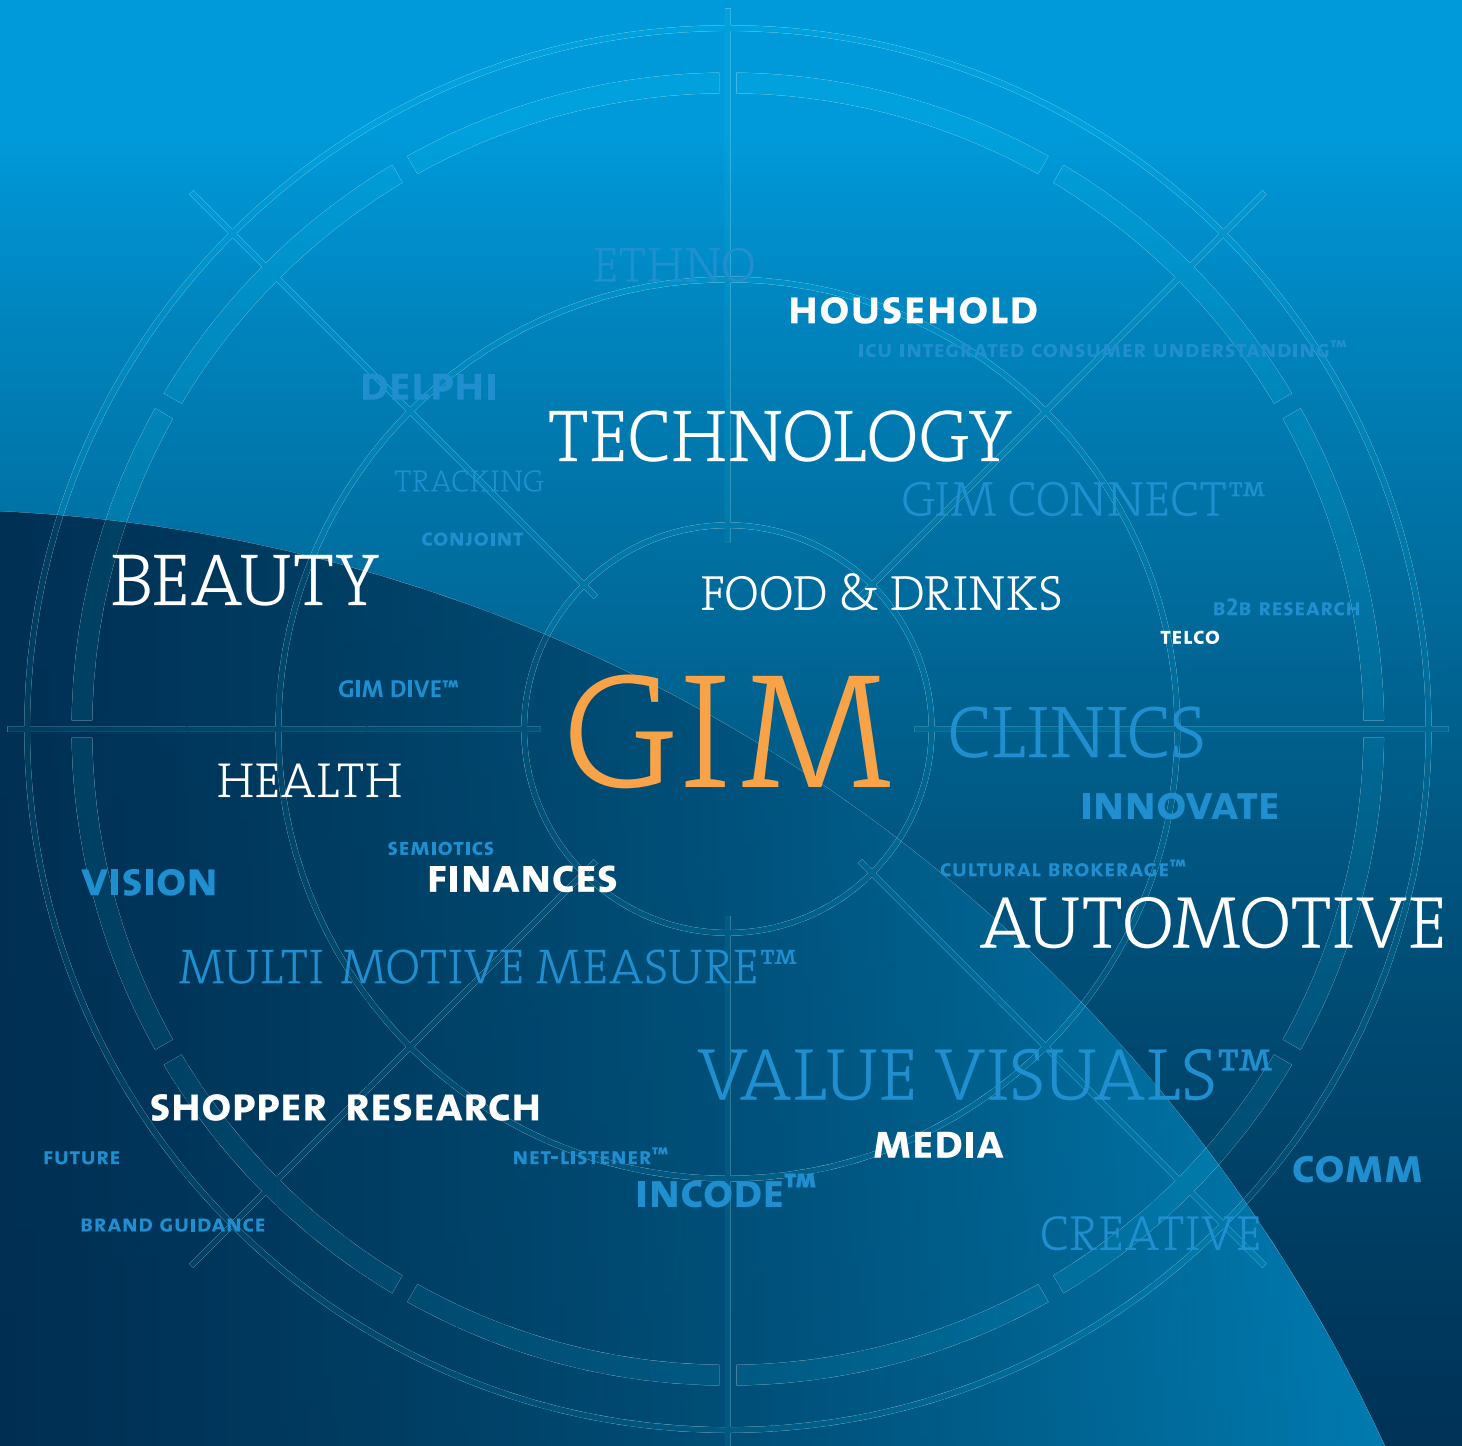 ETHNO
HOUSEHOLD
ICU INTEGRATED CONSUMER UNDERSTANDING™
DELPHI
TECHNOLOGY
TRACKING
GIM CONNECT™
CONJOINT
BEAUTY
FOOD & DRINKS
B2B RESEARCH
TELCO
GIM DIVE™
GIM
CLINICS
HEALTH
INNOVATE
SEMIOTICS
CULTURAL BROKERAGE™
VISION
FINANCES
AUTOMOTIVE
MULTI MOTIVE MEASURE™
VALUE VISUALS™
SHOPPER RESEARCH
MEDIA
FUTURE
NET-LISTENER™
COMM
INCODE™
BRAND GUIDANCE
CREATIVE